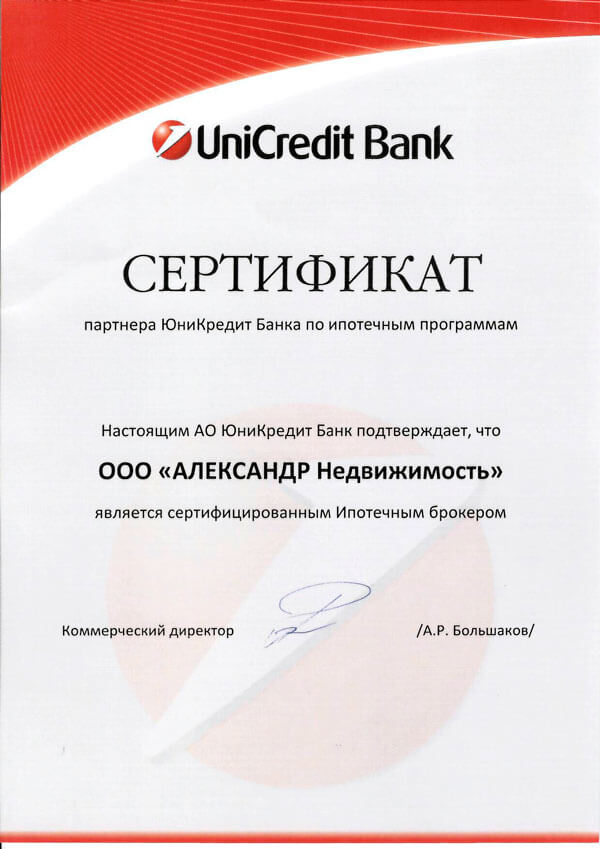 UniCredit Bank
СЕРТИФИКАТ
партнера ЮниКредит Банка по ипотечным программам
Настоящим АО ЮниКредит Банк подтверждает, что
ООО «АЛЕКСАНДР Недвижимость»
является сертифицированным Ипотечным брокером
Коммерческий директор /А.Р. Большаков/